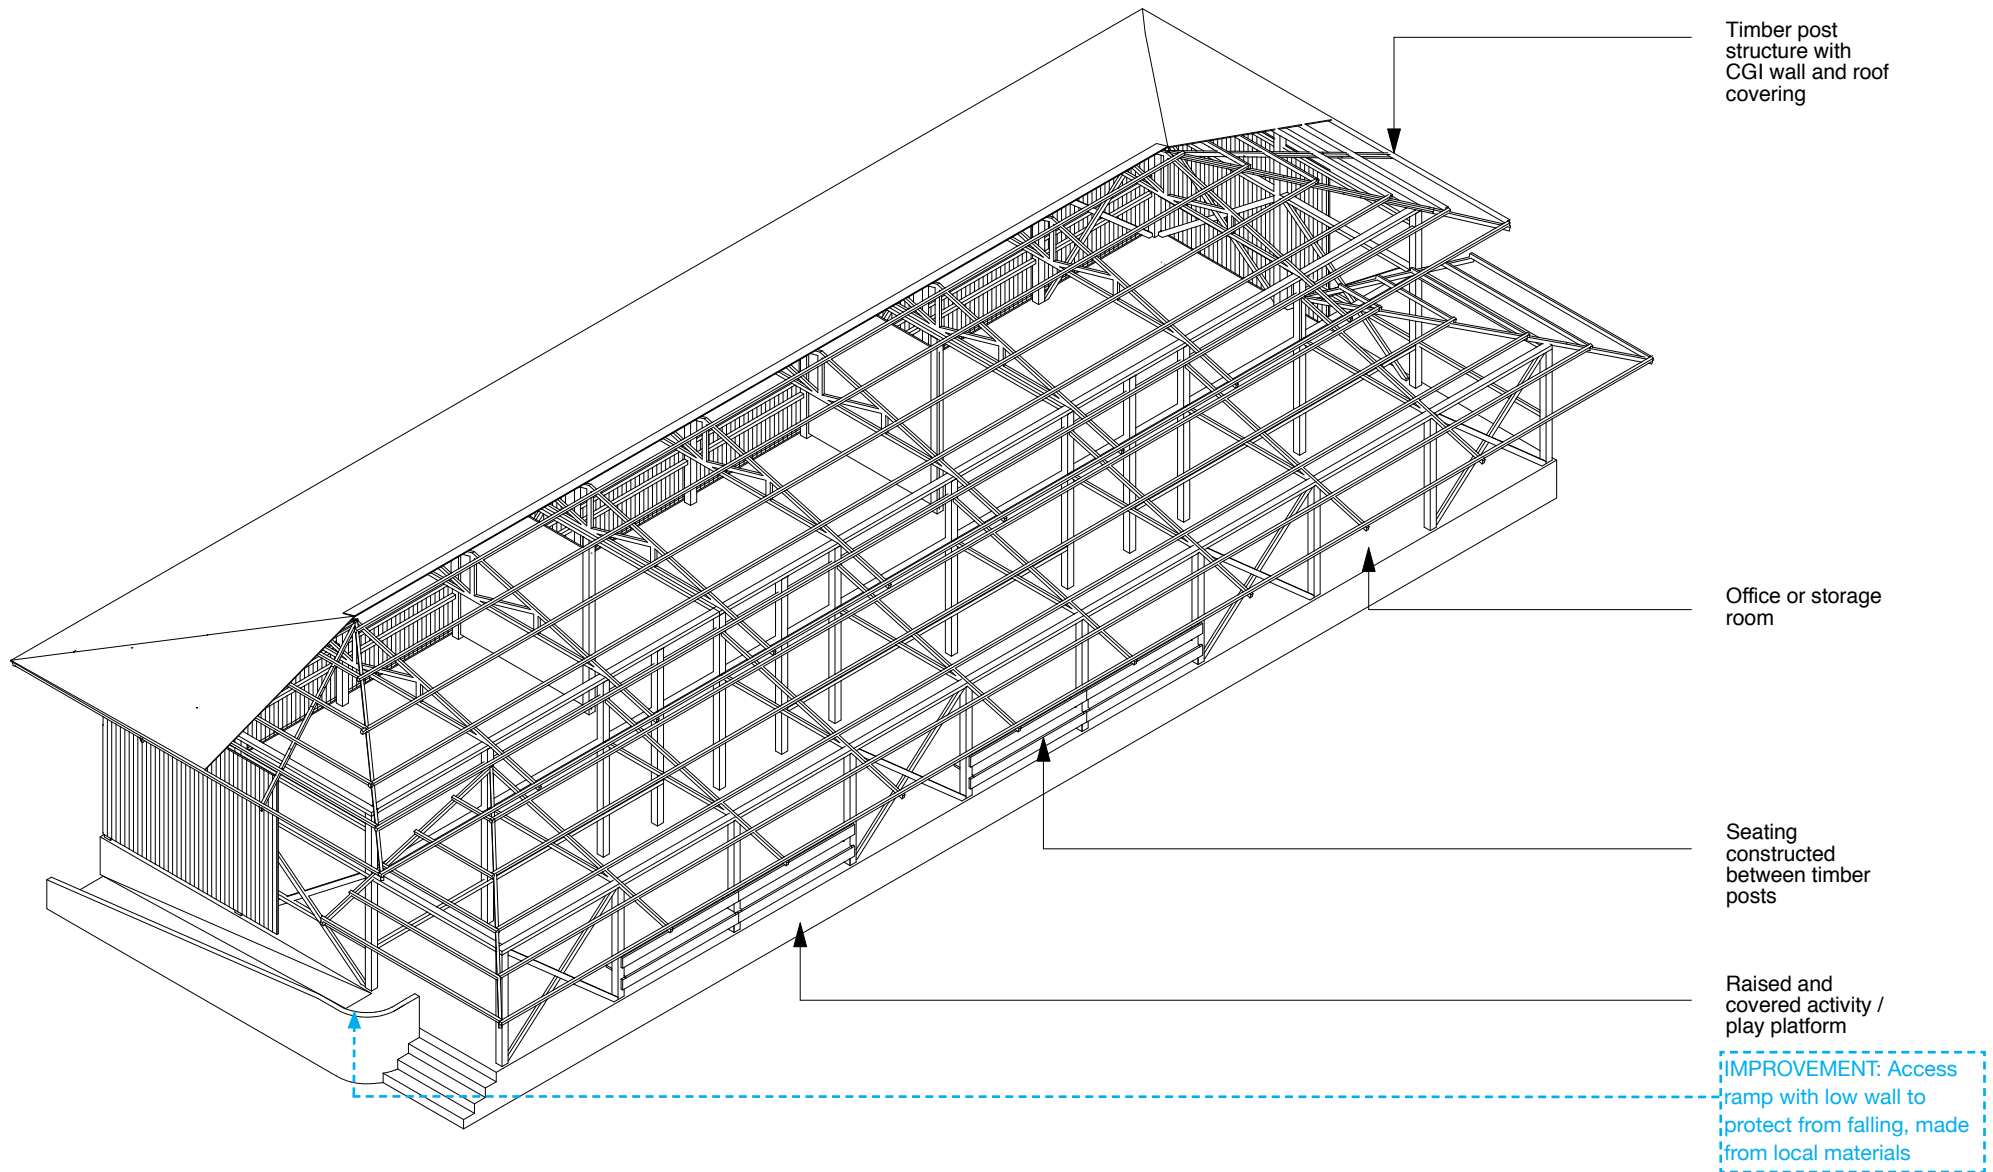 Timber post
structure with
CGI wall and roof
covering
Office or storage
room
Seating
constructed
between timber
posts
Raised and
covered activity /
play platform
IMPROVEMENT: Access
ramp with low wall to
protect from falling, made
from local materials